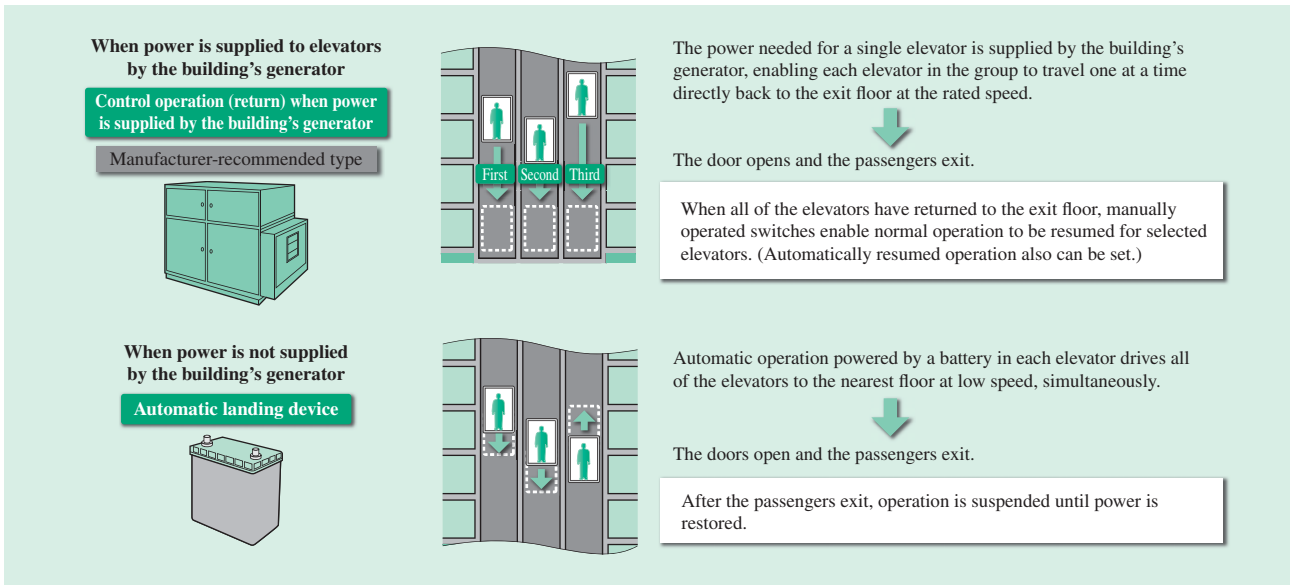 When power is supplied to elevators
by the building's generator
Control operation (return) when power
is supplied by the building's generator
Manufacturer-recommended type
First Second Third
The power needed for a single elevator is supplied by the building's
generator, enabling each elevator in the group to travel one at a time
directly back to the exit floor at the rated speed.
The door opens and the passengers exit.
When all of the elevators have returned to the exit floor, manually
operated switches enable normal operation to be resumed for selected
elevators. (Automatically resumed operation also can be set.)
When power is not supplied
by the building's generator
Automatic landing device
Automatic operation powered by a battery in each elevator drives all
of the elevators to the nearest floor at low speed, simultaneously.
The doors open and the passengers exit.
After the passengers exit, operation is suspended until power is
restored.